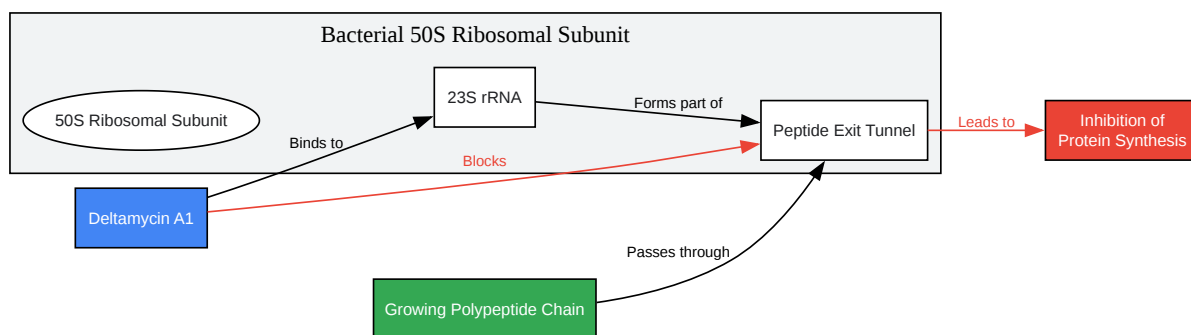 Bacterial 50S Ribosomal Subunit
50S Ribosomal Subunit
23S rRNA
Forms part of
Peptide Exit Tunnel
Leads to
Inhibition of
Protein Synthesis
Binds to
Blocks
Deltamycin A1
Passes through
Growing Polypeptide Chain